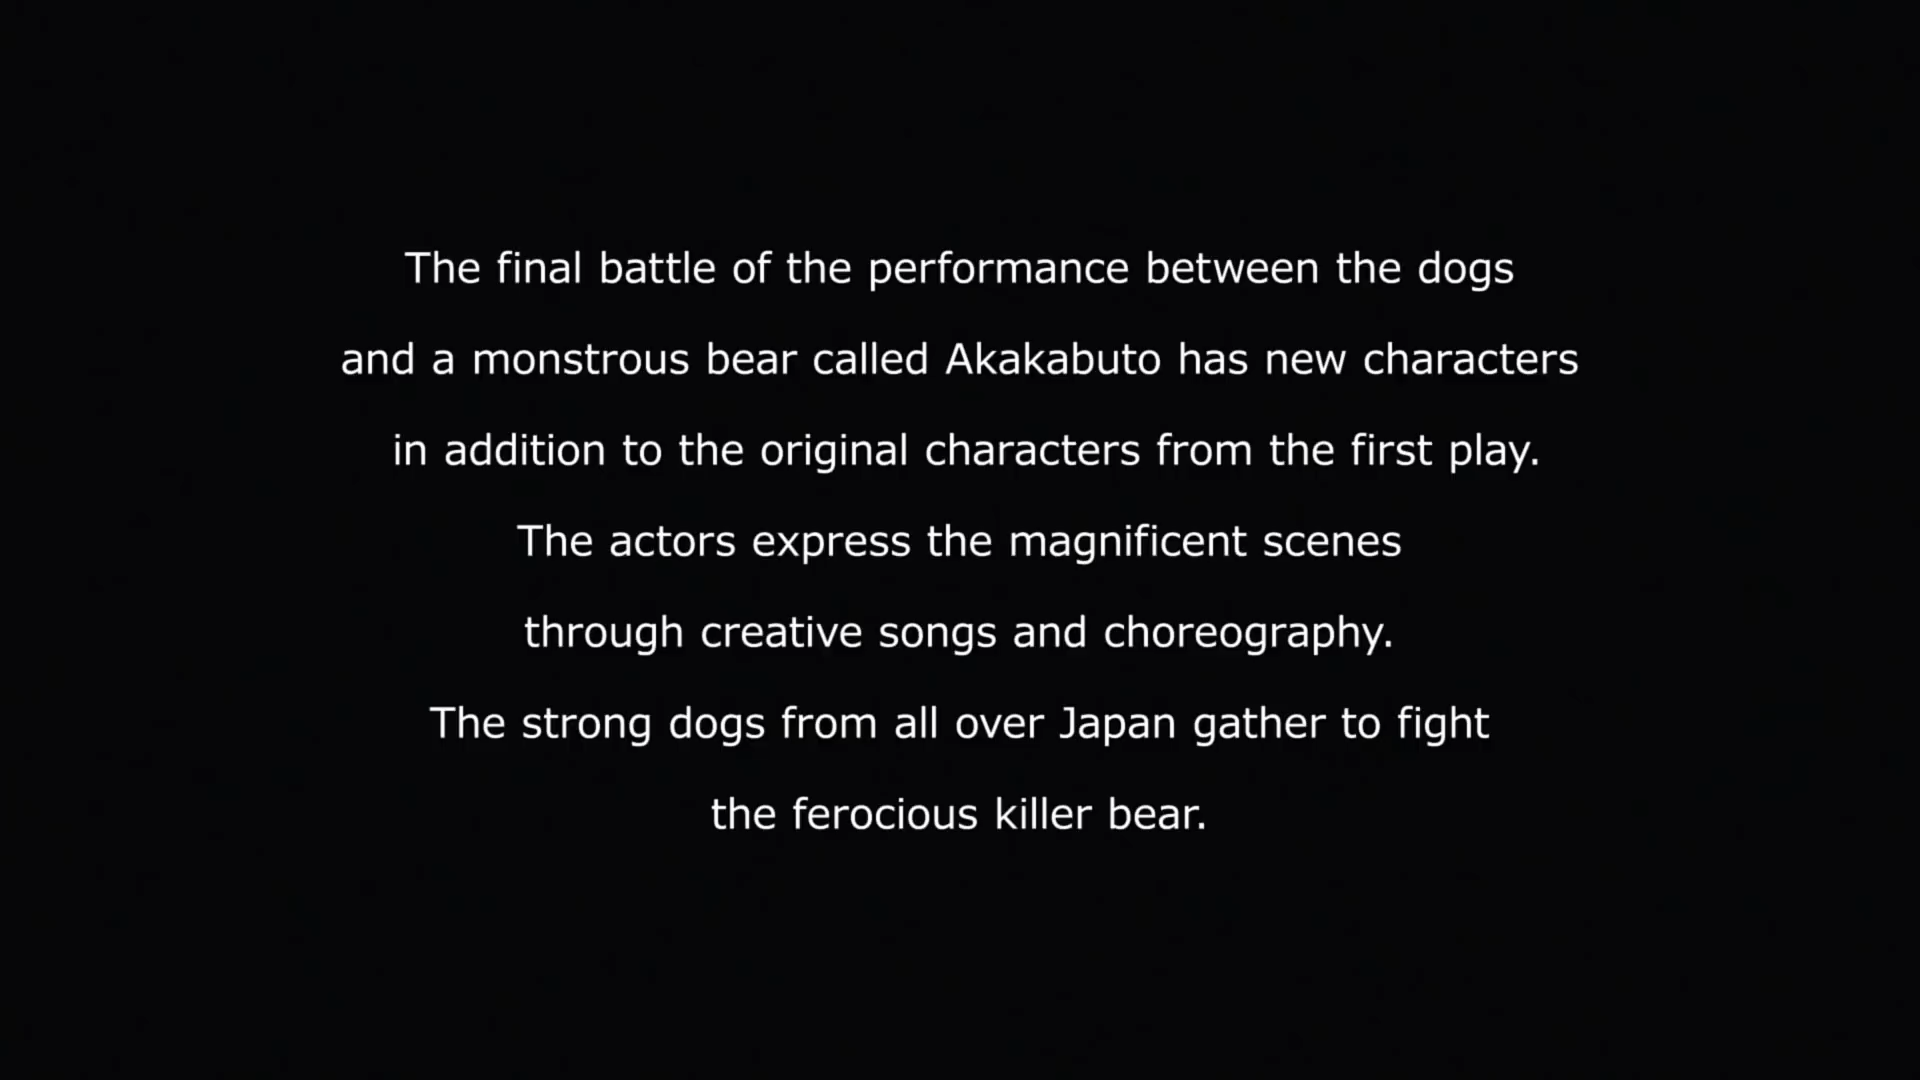 The final battle of the performance between the dogs
and a monstrous bear called Akakabuto has new characters
in addition to the original characters from the first play.
The actors express the magnificent scenes
through creative songs and choreography.
The strong dogs from all over Japan gather to fight
the ferocious killer bear.